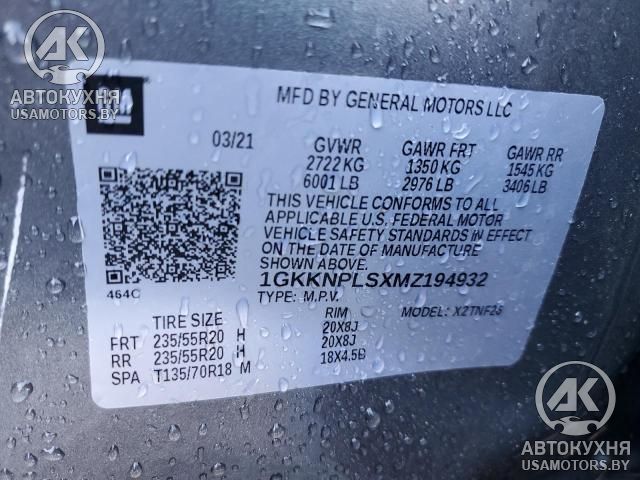 АВТОКУХНЯ
USAMOTORS.BY
GM
MFD BY GENERAL MOTORS LLC
03/21 GVWR GAWR FRT GAWR RR
2722 KG 1350 KG 1545 KG
6001 LB 2976 LB 3406 LB
THIS VEHICLE CONFORMS TO ALL
APPLICABLE U.S. FEDERAL MOTOR
VEHICLE SAFETY STANDARDS IN EFFECT
ON THE DATE OF MANUFACTURE
SHOWN ABOVE.
464C 1GKKNPLSXMZ194932
TYPE: M.P.V. MODEL: X2TNF26
TIRE SIZE RIM
FRT 235/55R20 H 20X8J
RR 235/55R20 H 20X8J
SPA T135/70R18 M 18X4.5B
АВТОКУХНЯ
USAMOTORS.BY